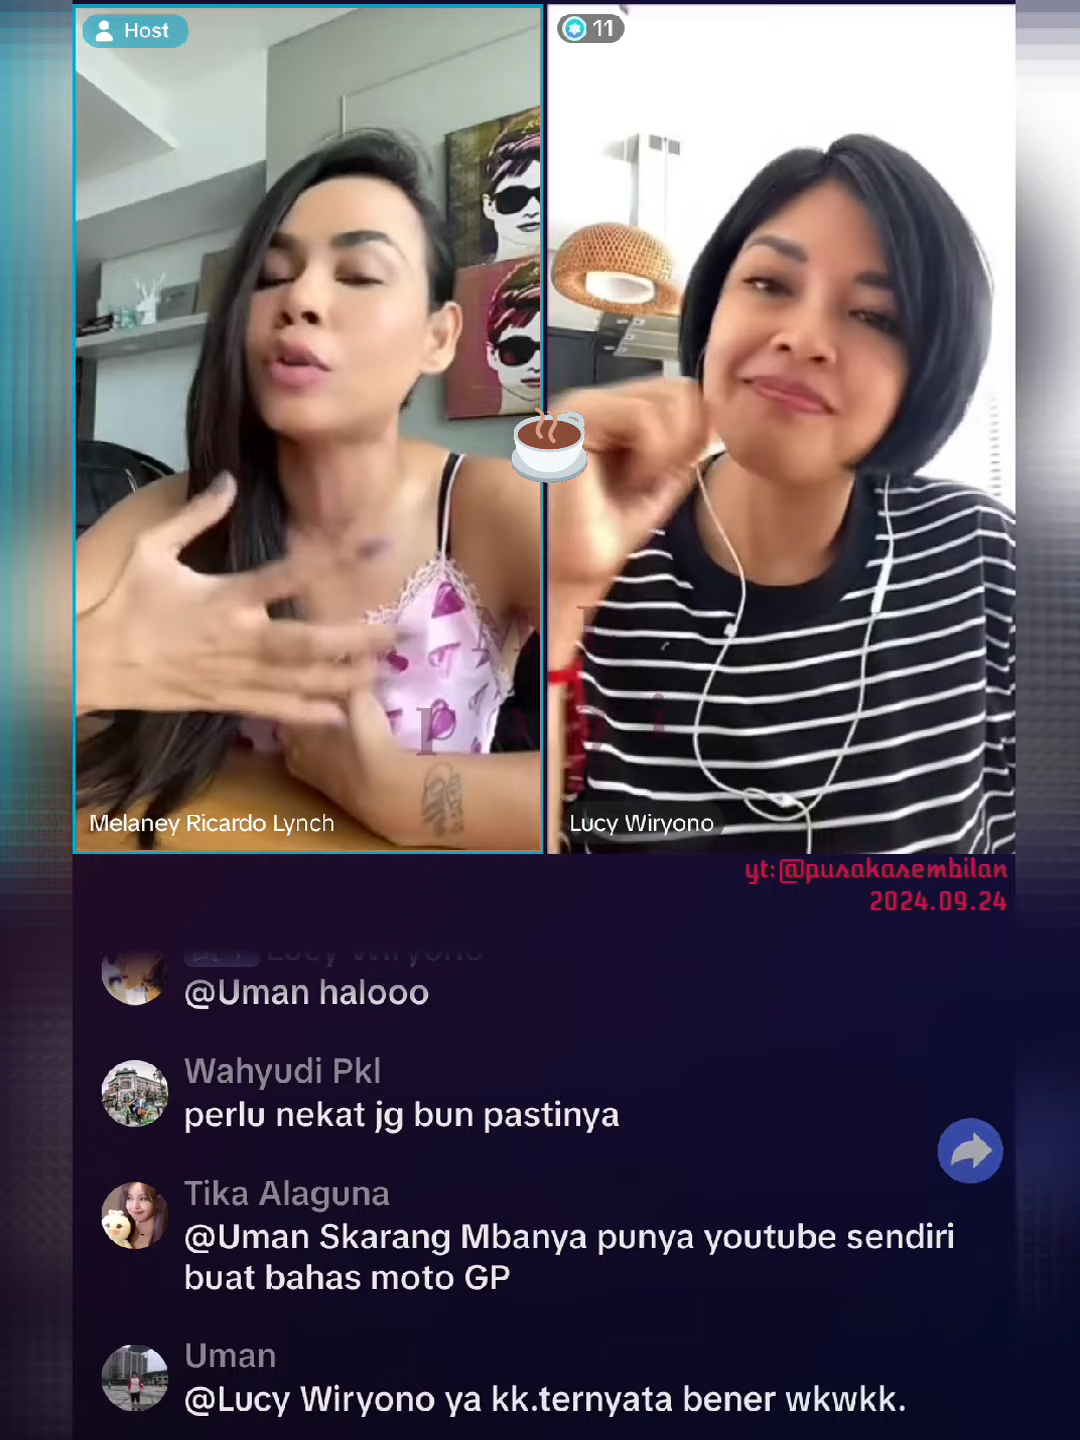 Host
11
Melaney Ricardo Lynch
Lucy Wiryono
yt:@pusakasembilan
2024.09.24
Lucy Wiryono
@Uman halooo
Wahyudi Pkl
perlu nekat jg bun pastinya
Tika Alaguna
@Uman Skarang Mbanya punya youtube sendiri
buat bahas moto GP
Uman
@Lucy Wiryono ya kk.ternyata bener wkwkk.